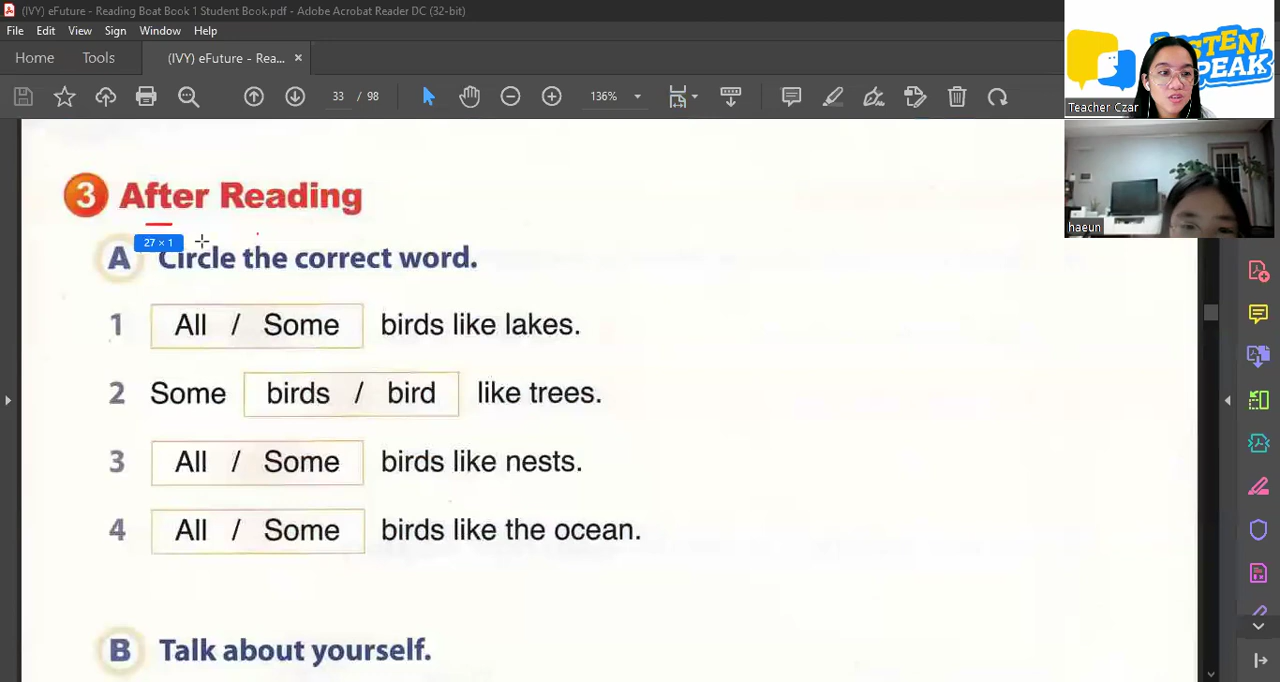 (IVY) eFuture - Reading Boat Book 1 Student Book.pdf - Adobe Acrobat Reader DC (32-bit)
File Edit View Sign Window Help
Home Tools (IVY) eFuture - Rea... ×
33 / 98 136%
Teacher Czar
haeun
3 After Reading
27 × 1
A Circle the correct word.
1 All / Some birds like lakes.
2 Some birds / bird like trees.
3 All / Some birds like nests.
4 All / Some birds like the ocean.
B Talk about yourself.